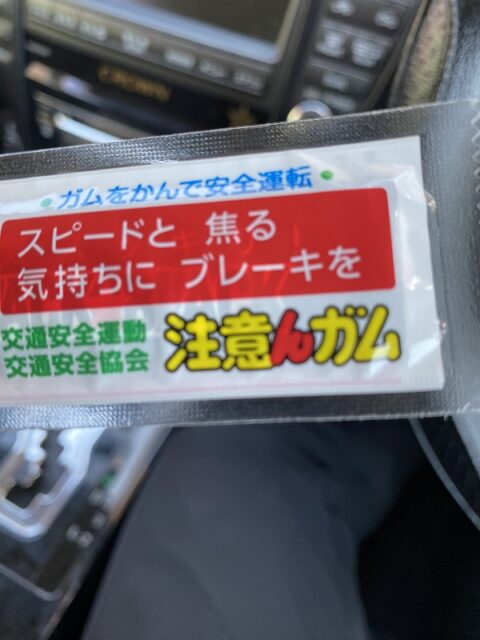 CROWN
・ガムをかんで安全運転・
スピードと 焦る
気持ちに ブレーキを
交通安全運動
交通安全協会
注意んガム